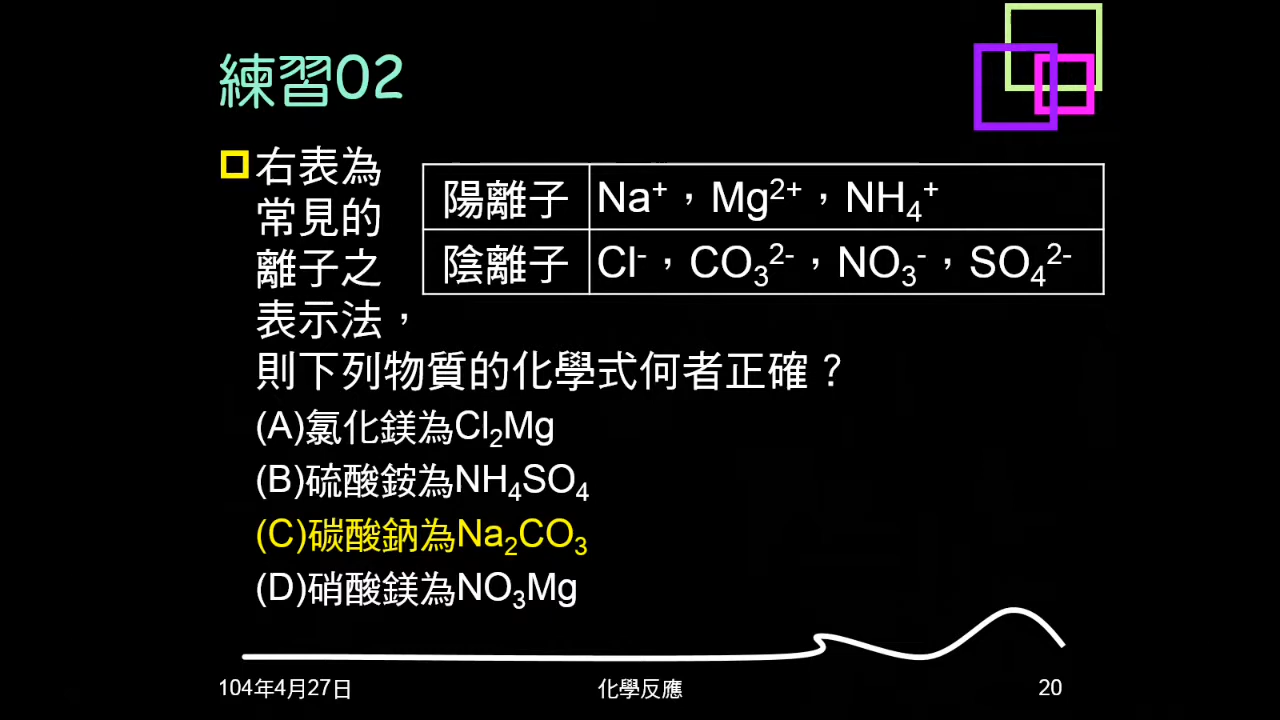 練習02
右表為
常見的
離子之
表示法，
陽離子 Na⁺，Mg²⁺，NH₄⁺
陰離子 Cl⁻，CO₃²⁻，NO₃⁻，SO₄²⁻
則下列物質的化學式何者正確？
(A)氯化鎂為Cl₂Mg
(B)硫酸銨為NH₄SO₄
(C)碳酸鈉為Na₂CO₃
(D)硝酸鎂為NO₃Mg
104年4月27日 化學反應 20